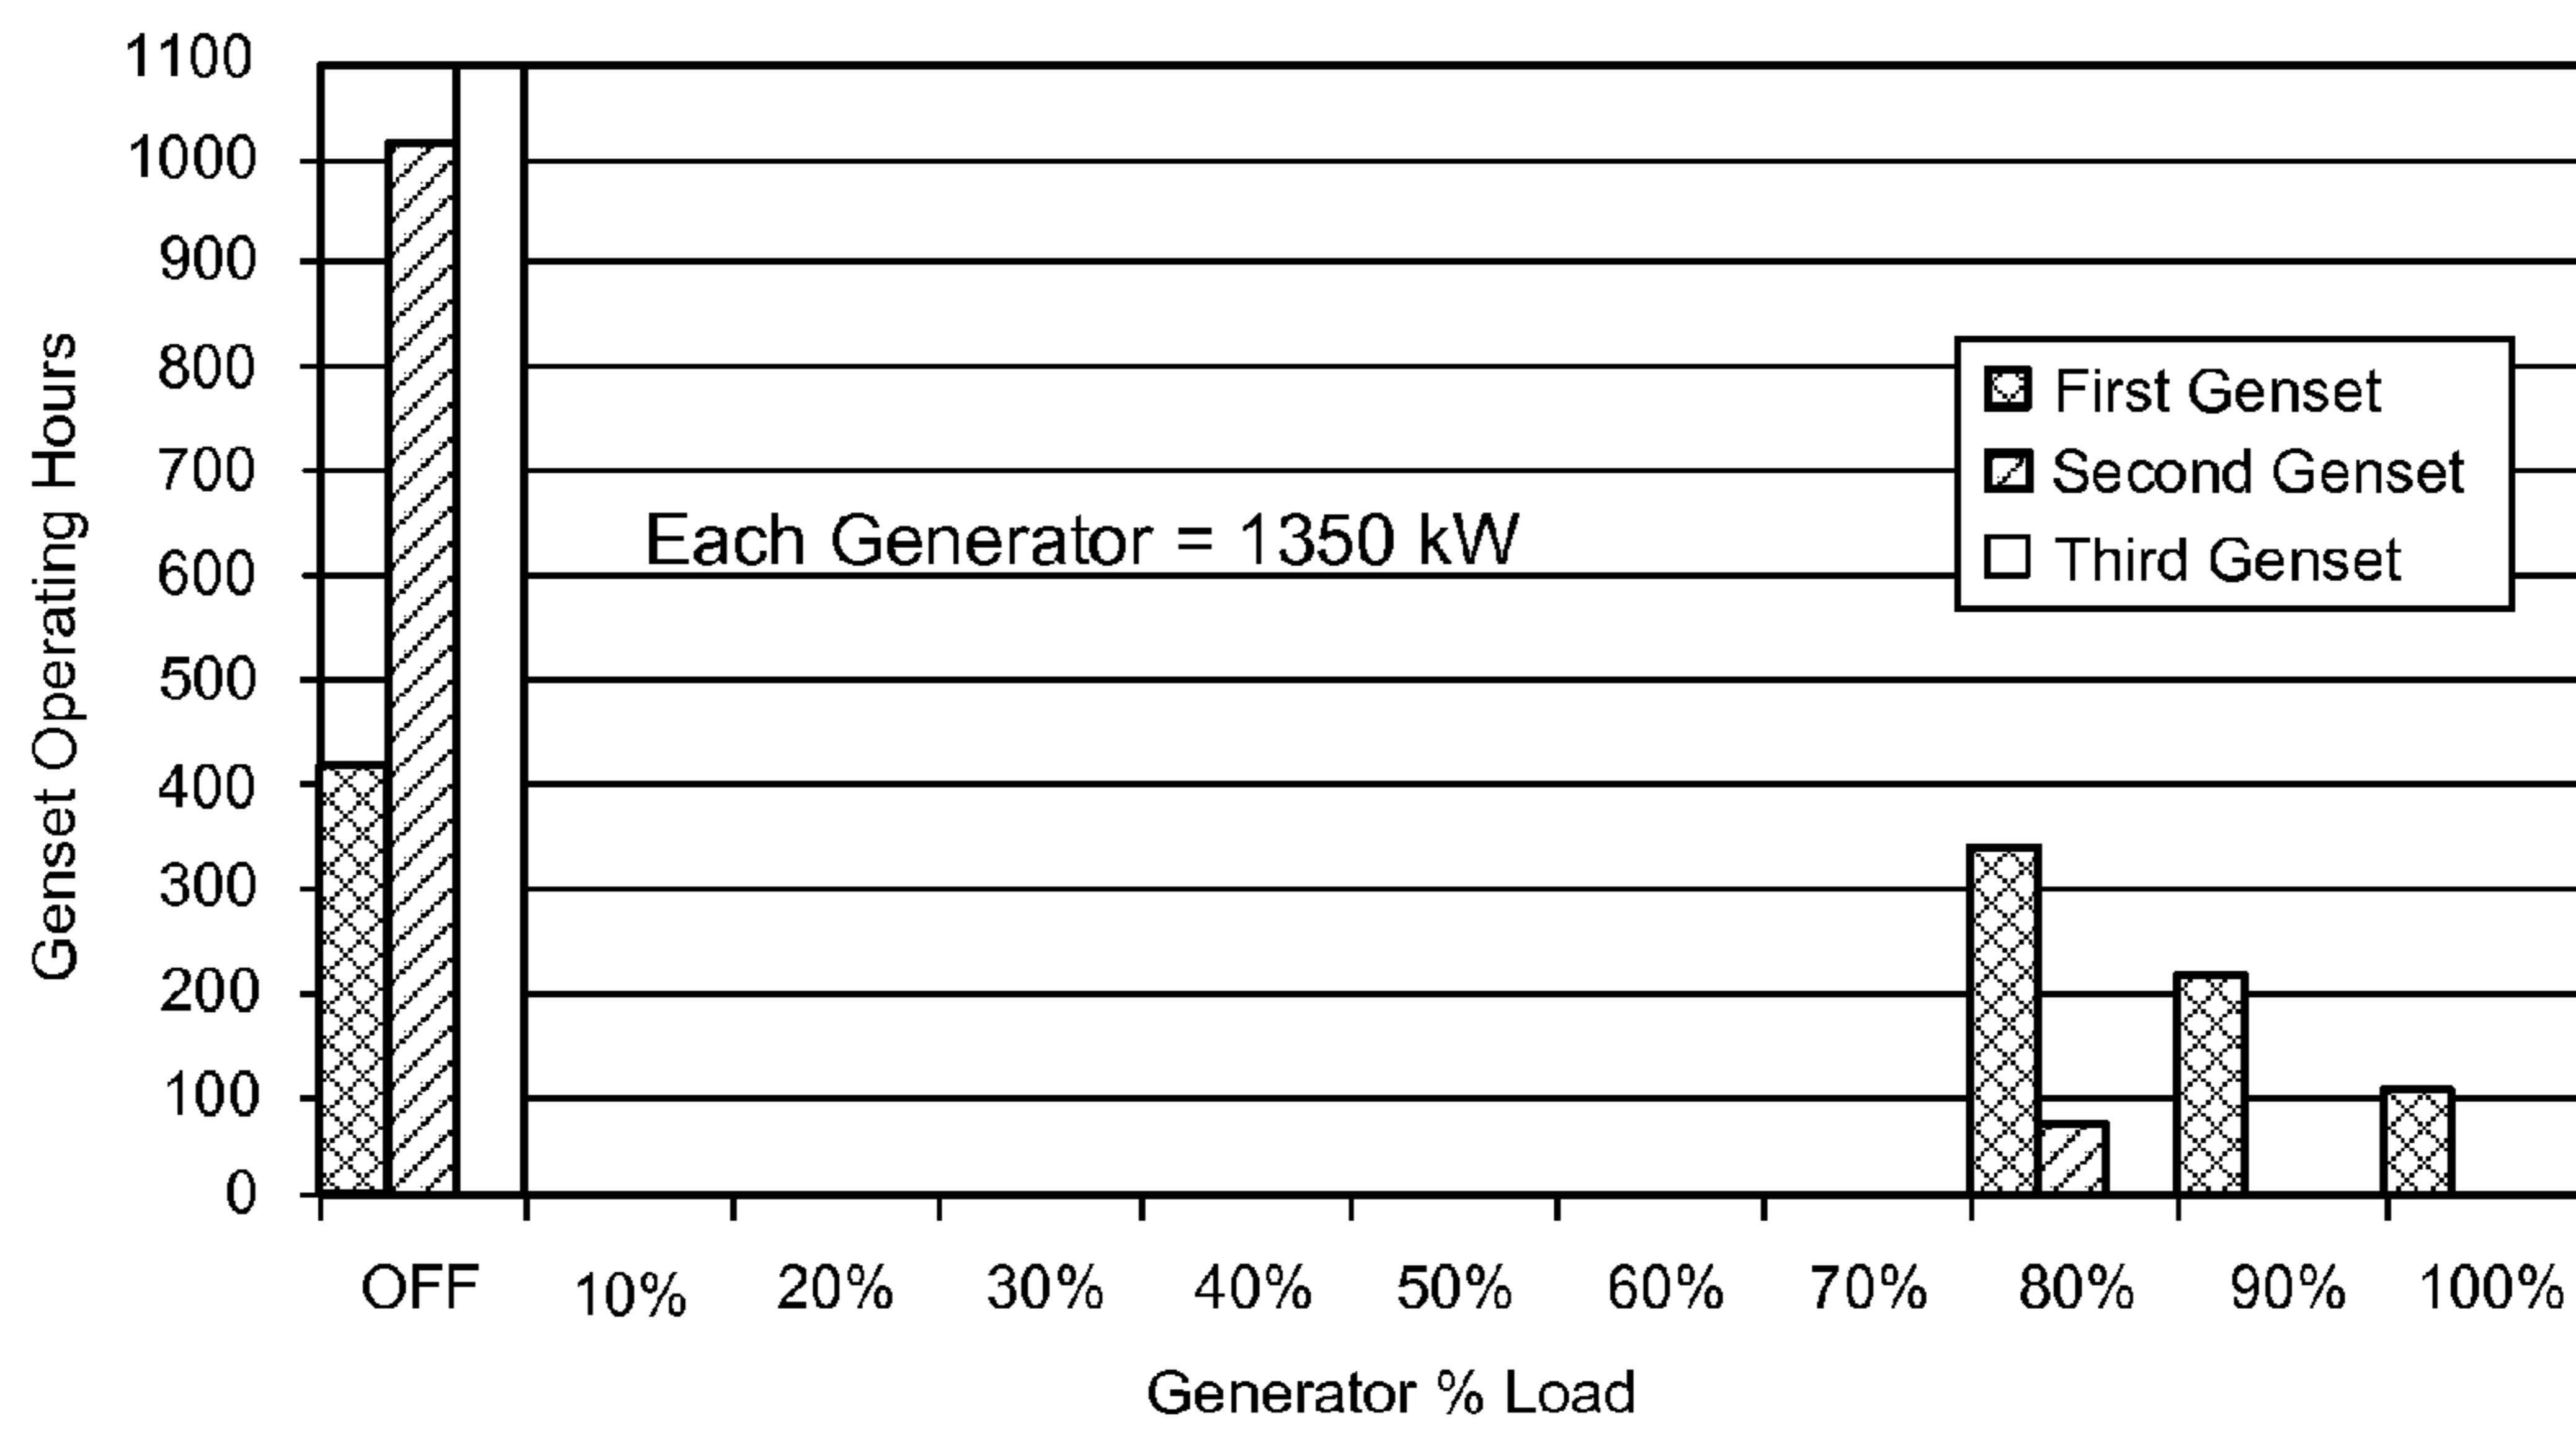 1100
1000
900
800
700
600
500
400
300
200
100
0
Genset Operating Hours
Each Generator = 1350 kW
First Genset
Second Genset
Third Genset
OFF 10% 20% 30% 40% 50% 60% 70% 80% 90% 100%
Generator % Load